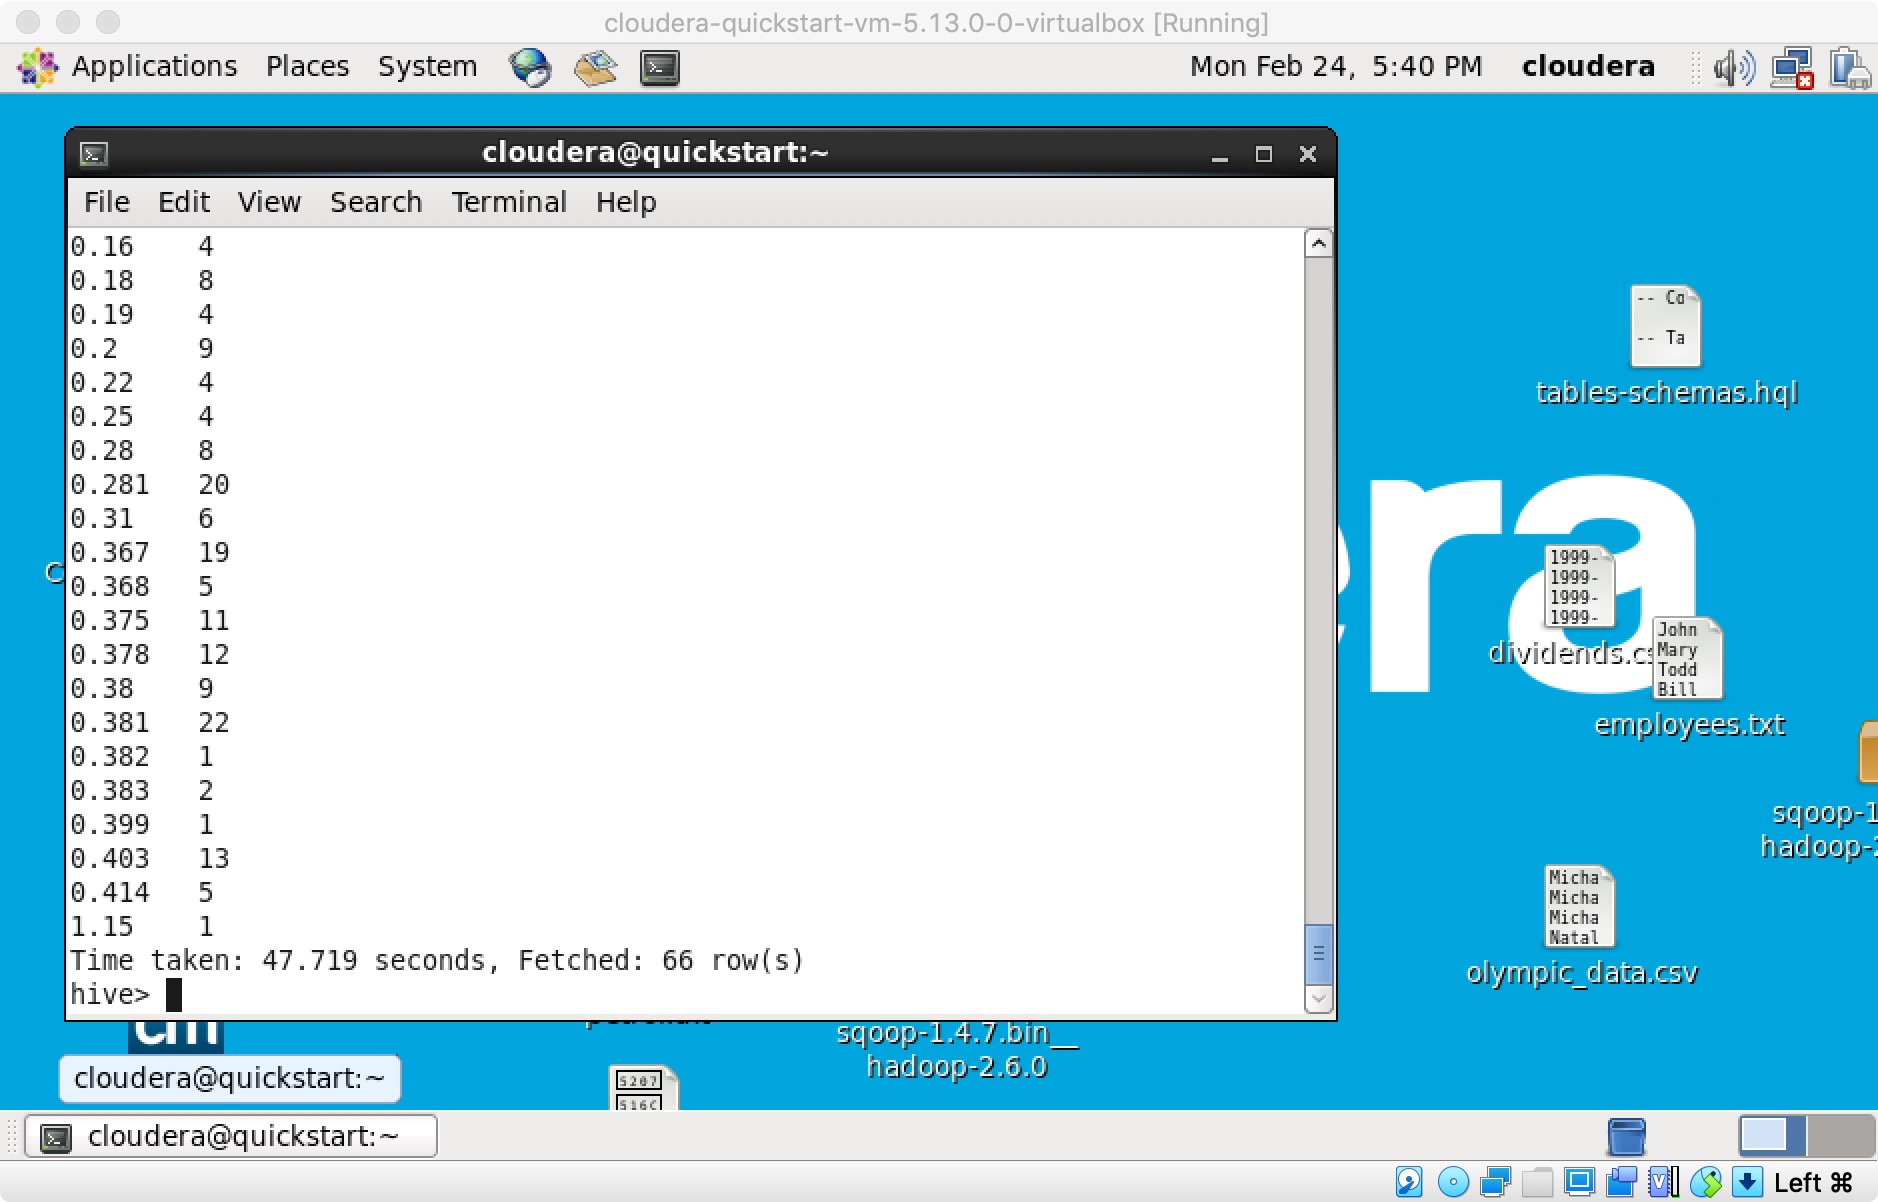 cloudera-quickstart-vm-5.13.0-0-virtualbox [Running]
Applications Places System Mon Feb 24, 5:40 PM cloudera
cloudera@quickstart:~
File Edit View Search Terminal Help
0.16 4
0.18 8
0.19 4
0.2 9
0.22 4
0.25 4
0.28 8
0.281 20
0.31 6
0.367 19
0.368 5
0.375 11
0.378 12
0.38 9
0.381 22
0.382 1
0.383 2
0.399 1
0.403 13
0.414 5
1.15 1
Time taken: 47.719 seconds, Fetched: 66 row(s)
hive>
-- Co
-- Ta
tables-schemas.hql
era
C
1999-
1999-
1999-
1999-
dividends.cs
John
Mary
Todd
Bill
employees.txt
sqoop-1
hadoop-2
Micha
Micha
Micha
Natal
olympic_data.csv
cm
sqoop-1.4.7.bin__
hadoop-2.6.0
5207
516C
cloudera@quickstart:~
cloudera@quickstart:~
Left ⌘